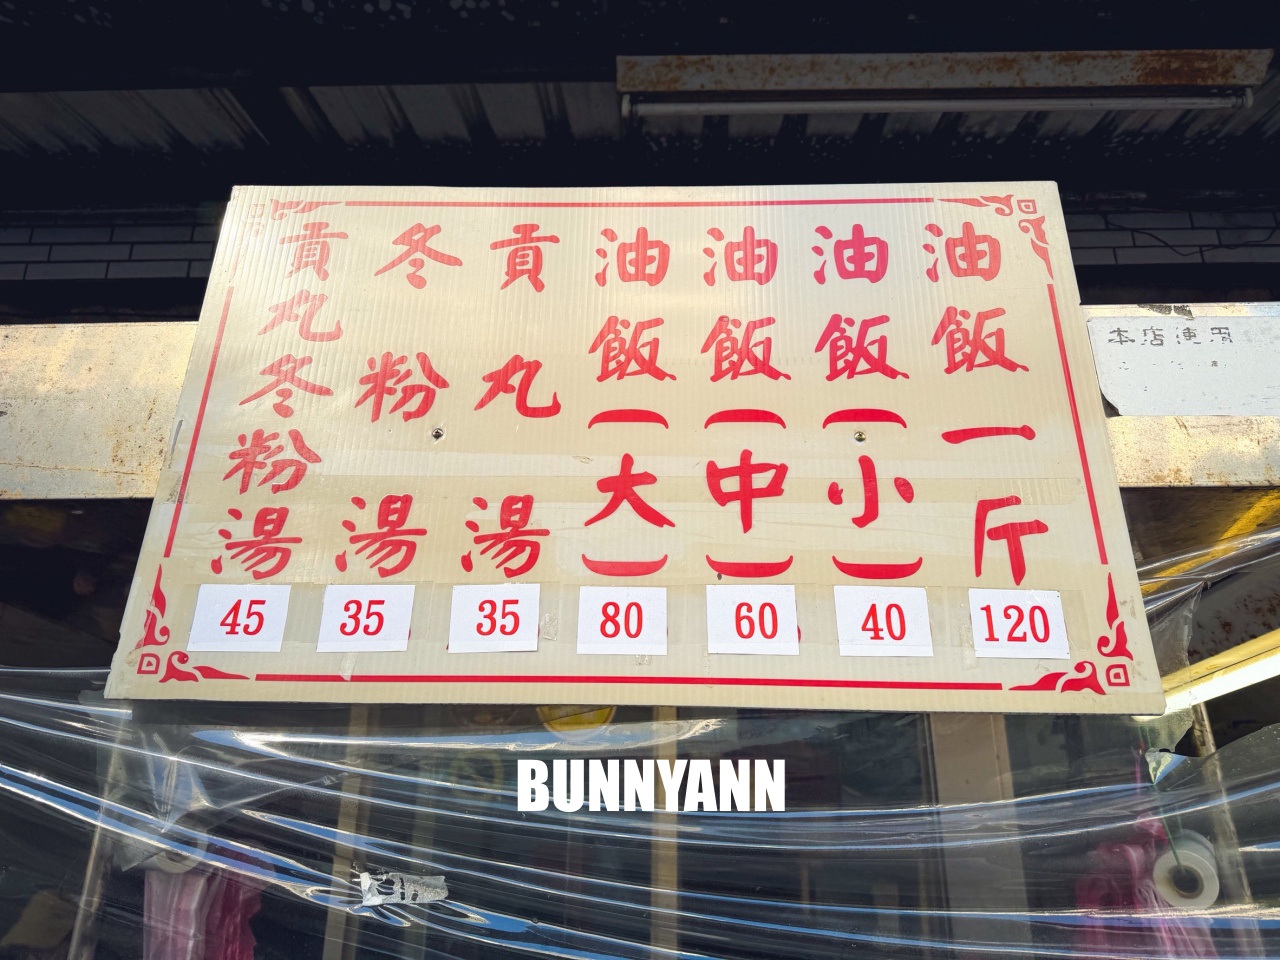 油飯一斤 120
油飯(小) 40
油飯(中) 60
油飯(大) 80
貢丸湯 35
冬粉湯 35
貢丸冬粉湯 45
本店使用
BUNNYANN